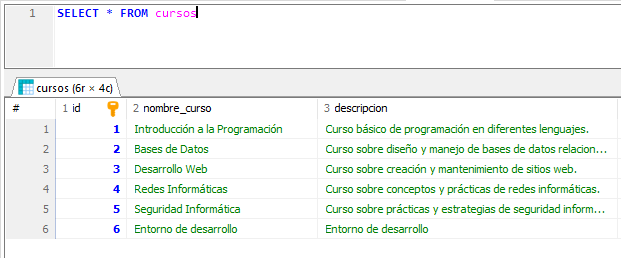 1 SELECT * FROM cursos
cursos (6r × 4c)
# 1 id 2 nombre_curso 3 descripcion
1 1 Introducción a la Programación Curso básico de programación en diferentes lenguajes.
2 2 Bases de Datos Curso sobre diseño y manejo de bases de datos relacion...
3 3 Desarrollo Web Curso sobre creación y mantenimiento de sitios web.
4 4 Redes Informáticas Curso sobre conceptos y prácticas de redes informáticas.
5 5 Seguridad Informática Curso sobre prácticas y estrategias de seguridad inform...
6 6 Entorno de desarrollo Entorno de desarrollo